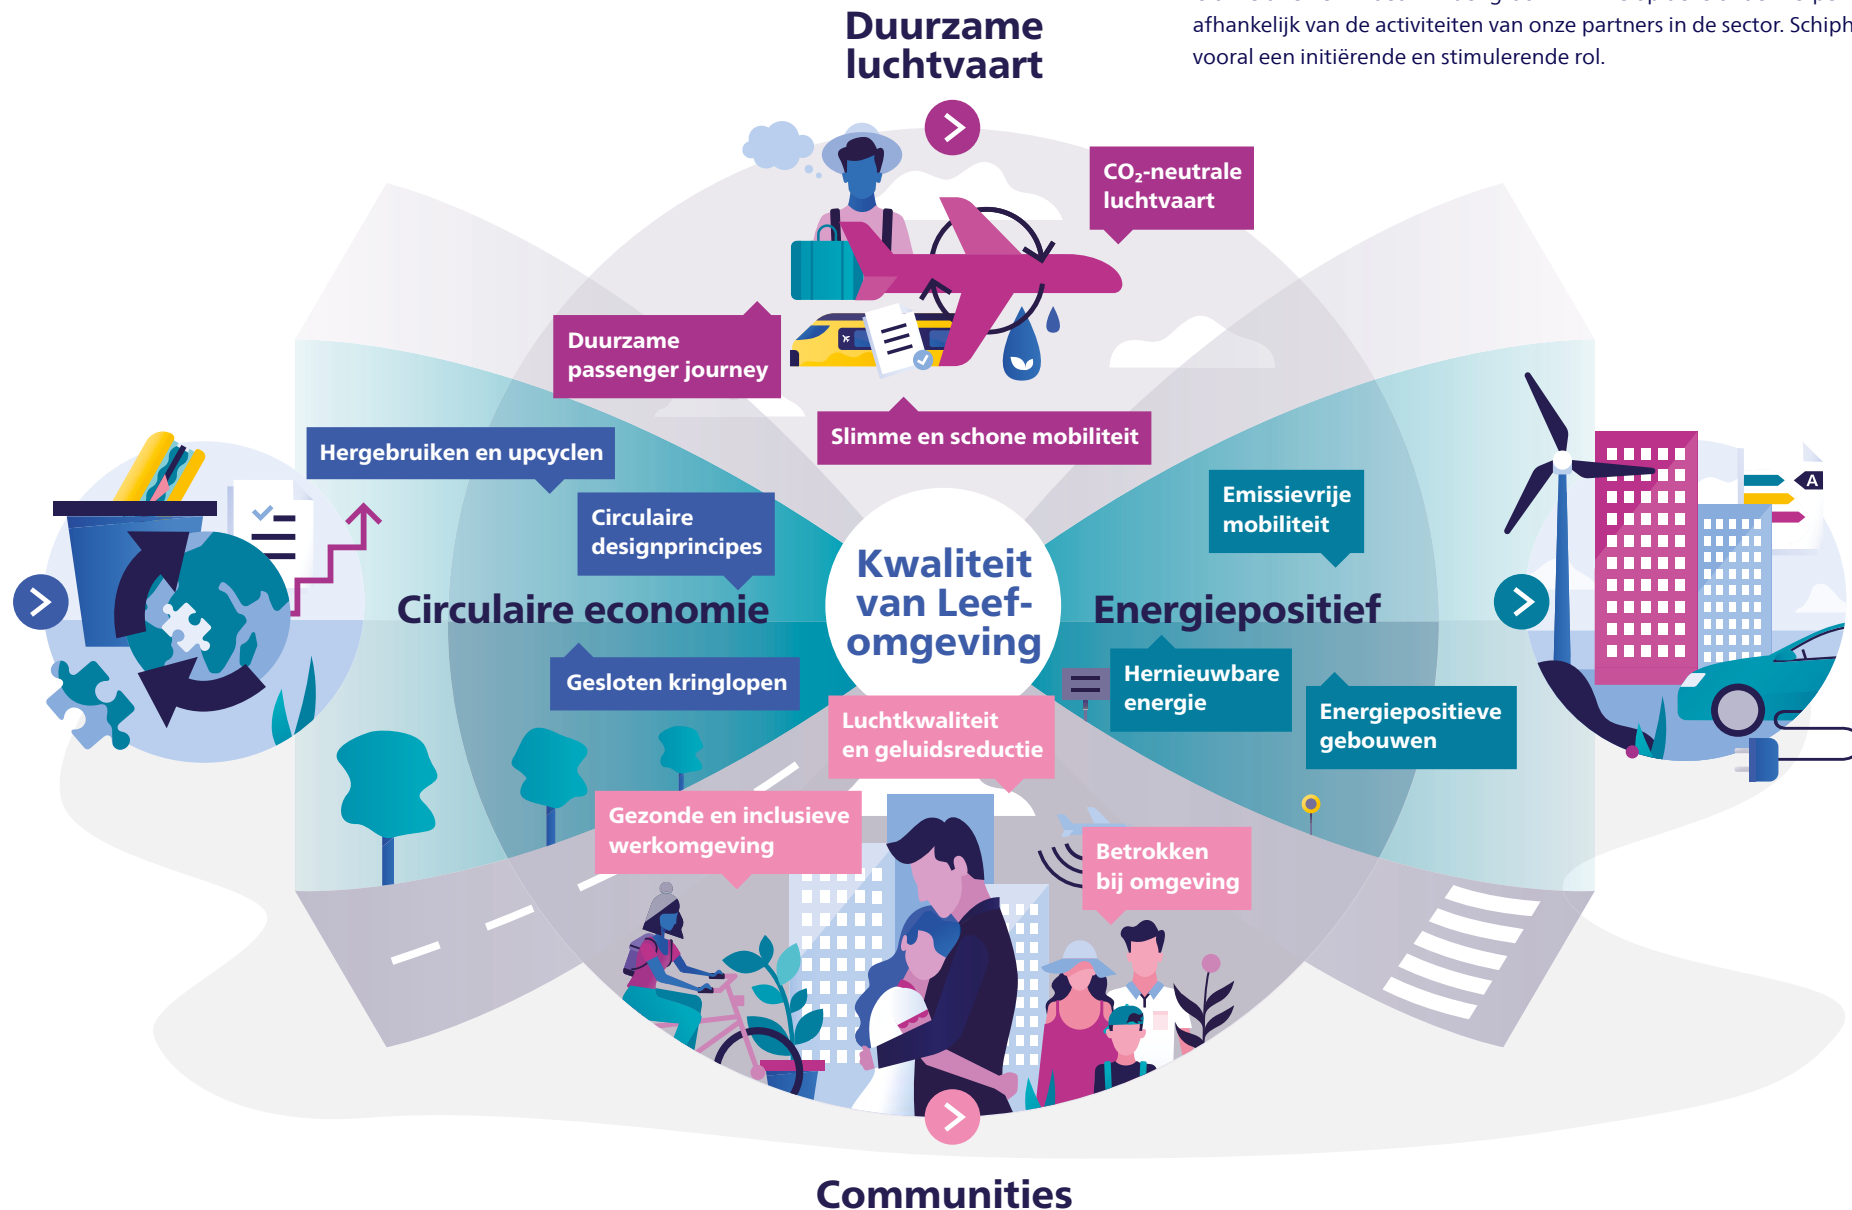 afhankelijk van de activiteiten van onze partners in de sector. Schiph
vooral een initiërende en stimulerende rol.
Duurzame
luchtvaart
CO₂-neutrale
luchtvaart
Duurzame
passenger journey
Slimme en schone mobiliteit
Hergebruiken en upcyclen
Circulaire
designprincipes
Circulaire economie
Gesloten kringlopen
Kwaliteit
van Leef-
omgeving
Emissievrije
mobiliteit
Energiepositief
Hernieuwbare
energie
Energiepositieve
gebouwen
A
Luchtkwaliteit
en geluidsreductie
Gezonde en inclusieve
werkomgeving
Betrokken
bij omgeving
Communities